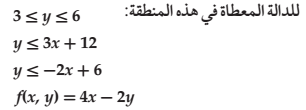 للدالة المعطاة في هذه المنطقة: 3 ≤ y ≤ 6
y ≤ 3x + 12
y ≤ −2x + 6
f(x, y) = 4x − 2y